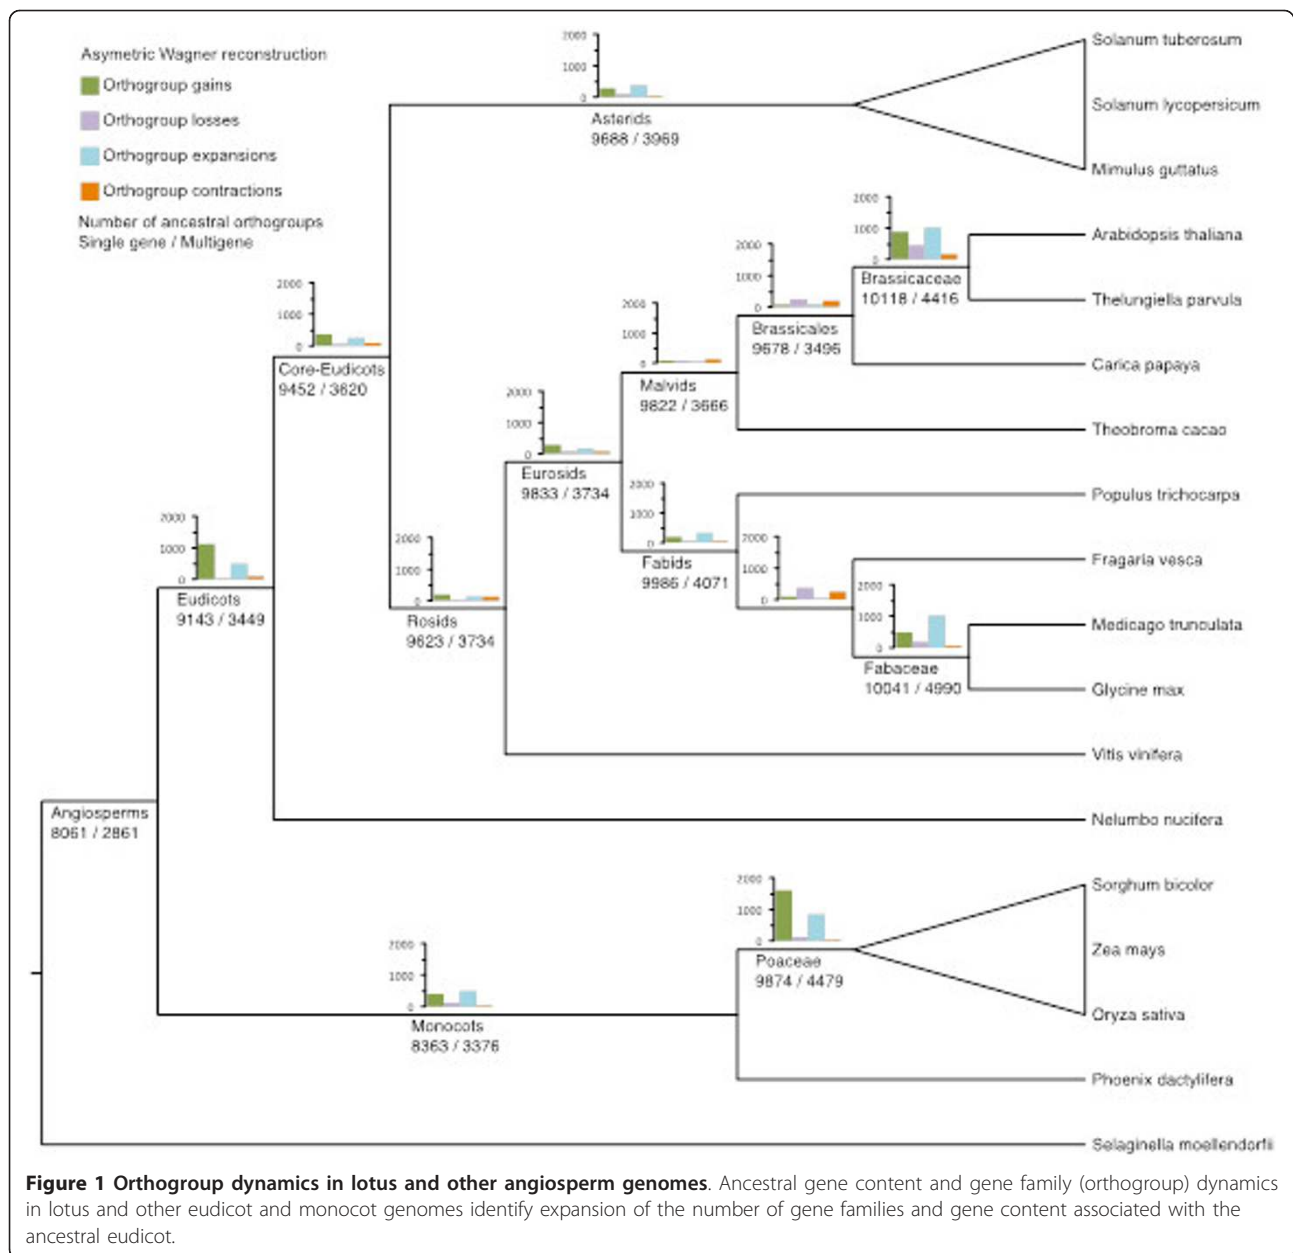 Asymetric Wagner reconstruction
Orthogroup gains
Orthogroup losses
Orthogroup expansions
Orthogroup contractions
Number of ancestral orthogroups
Single gene / Multigene
2000
1000
0
Asterids
9688 / 3969
Solanum tuberosum
Solanum lycopersicum
Mimulus guttatus
2000
1000
0
Brassicaceae
10118 / 4416
Arabidopsis thaliana
Thelungiella parvula
2000
1000
0
Brassicales
9678 / 3496
Carica papaya
2000
1000
0
Core-Eudicots
9452 / 3620
2000
1000
0
Malvids
9822 / 3666
Theobroma cacao
2000
1000
0
Eurosids
9833 / 3734
2000
1000
0
Fabids
9986 / 4071
Populus trichocarpa
2000
1000
0
Eudicots
9143 / 3449
2000
1000
0
Rosids
9623 / 3734
2000
1000
0
Fragaria vesca
2000
1000
0
Fabaceae
10041 / 4990
Medicago trunculata
Glycine max
Vitis vinifera
Angiosperms
8061 / 2861
Nelumbo nucifera
2000
1000
0
Poaceae
9874 / 4479
Sorghum bicolor
Zea mays
Oryza sativa
2000
1000
0
Monocots
8363 / 3376
Phoenix dactylifera
Selaginella moellendorfii
Figure 1 Orthogroup dynamics in lotus and other angiosperm genomes. Ancestral gene content and gene family (orthogroup) dynamics
in lotus and other eudicot and monocot genomes identify expansion of the number of gene families and gene content associated with the
ancestral eudicot.